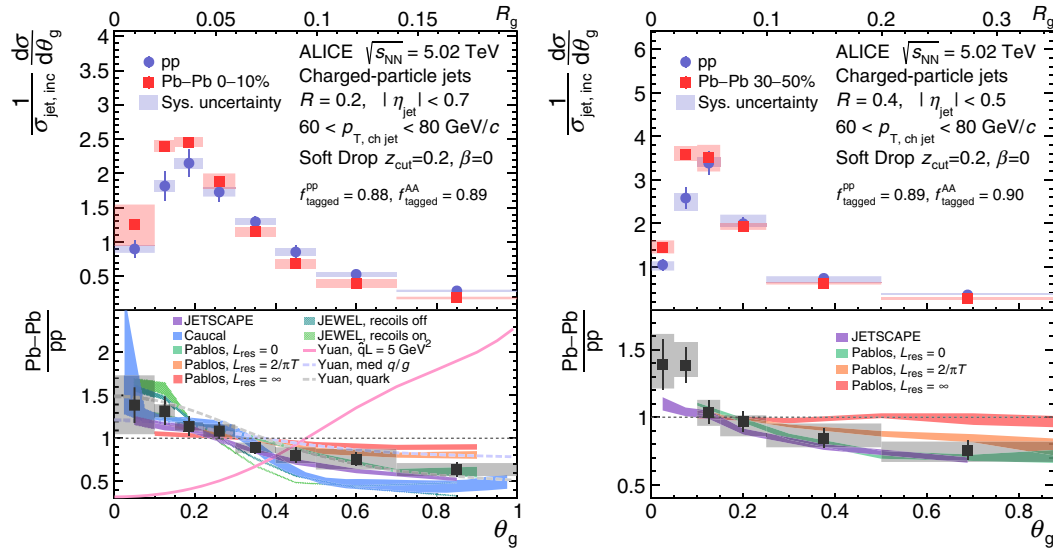 0 0.05 0.1 0.15 0.2 R_g
1/σ_jet, inc dσ/dθ_g
4
3.5
3
2.5
2
1.5
1
0.5
pp
Pb−Pb 0−10%
Sys. uncertainty
ALICE √s_NN = 5.02 TeV
Charged-particle jets
R = 0.2, | η_jet | < 0.7
60 < p_T, ch jet < 80 GeV/c
Soft Drop z_cut=0.2, β=0
f_tagged^pp = 0.88, f_tagged^AA = 0.89
Pb−Pb/pp
2
1.5
1
0.5
JETSCAPE
Caucal
Pablos, L_res = 0
Pablos, L_res = 2/πT
Pablos, L_res = ∞
JEWEL, recoils off
JEWEL, recoils on
Yuan, q̂L = 5 GeV²
Yuan, med q/g
Yuan, quark
0 0.2 0.4 0.6 0.8 1
θ_g
0 0.1 0.2 0.3 R_g
1/σ_jet, inc dσ/dθ_g
6
5
4
3
2
1
pp
Pb−Pb 30−50%
Sys. uncertainty
ALICE √s_NN = 5.02 TeV
Charged-particle jets
R = 0.4, | η_jet | < 0.5
60 < p_T, ch jet < 80 GeV/c
Soft Drop z_cut=0.2, β=0
f_tagged^pp = 0.89, f_tagged^AA = 0.90
Pb−Pb/pp
1.5
1
0.5
JETSCAPE
Pablos, L_res = 0
Pablos, L_res = 2/πT
Pablos, L_res = ∞
0 0.2 0.4 0.6 0.8
θ_g